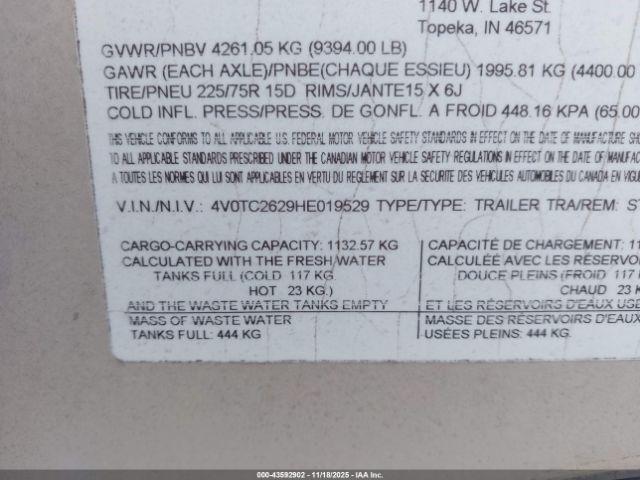 1140 W. Lake St.
Topeka, IN 46571
GVWR/PNBV 4261.05 KG (9394.00 LB)
GAWR (EACH AXLE)/PNBE(CHAQUE ESSIEU) 1995.81 KG (4400.00
TIRE/PNEU 225/75R 15D RIMS/JANTE15 X 6J
COLD INFL. PRESS/PRESS. DE GONFL. A FROID 448.16 KPA (65.00
THIS VEHICLE CONFORMS TO ALL APPLICABLE U.S. FEDERAL MOTOR VEHICLE SAFETY STANDARDS IN EFFECT ON THE DATE OF MANUFACTURE SHO
TO ALL APPLICABLE STANDARDS PRESCRIBED UNDER THE CANADIAN MOTOR VEHICLE SAFETY REGULATIONS IN EFFECT ON THE DATE OF MANUFAC
A TOUTES LES NORMES QUI LUI SONT APPLICABLES EN VERTU DU REGLEMENT SUR LA SECURITE DES VEHICULES AUTOMOBILES DU CANADA EN VIGUE
V.I.N./N.I.V.: 4V0TC2629HE019529 TYPE/TYPE: TRAILER TRA/REM: ST
CARGO-CARRYING CAPACITY: 1132.57 KG
CALCULATED WITH THE FRESH WATER
TANKS FULL (COLD 117 KG.
HOT 23 KG.)
AND THE WASTE WATER TANKS EMPTY
MASS OF WASTE WATER
TANKS FULL: 444 KG
CAPACITÉ DE CHARGEMENT: 11
CALCULÉE AVEC LES RÉSERVOI
DOUCE PLEINS (FROID 117 K
CHAUD 23 K
ET LES RÉSERVOIRS D'EAUX USÉE
MASSE DES RÉSERVOIRS D'EAUX
USÉES PLEINS: 444 KG.
000-43592902 - 11/18/2025 - IAA Inc.